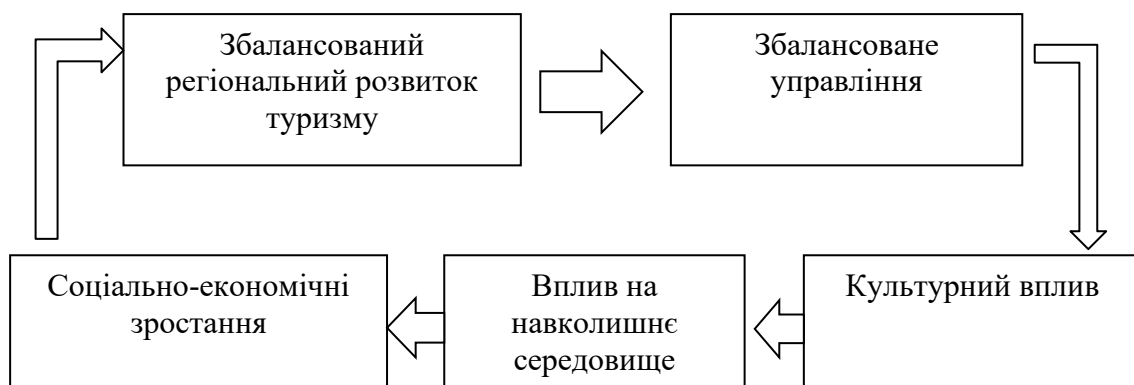 Збалансований
регіональний розвиток
туризму
Збалансоване
управління
Соціально-економічні
зростання
Вплив на
навколишнє
середовище
Культурний вплив